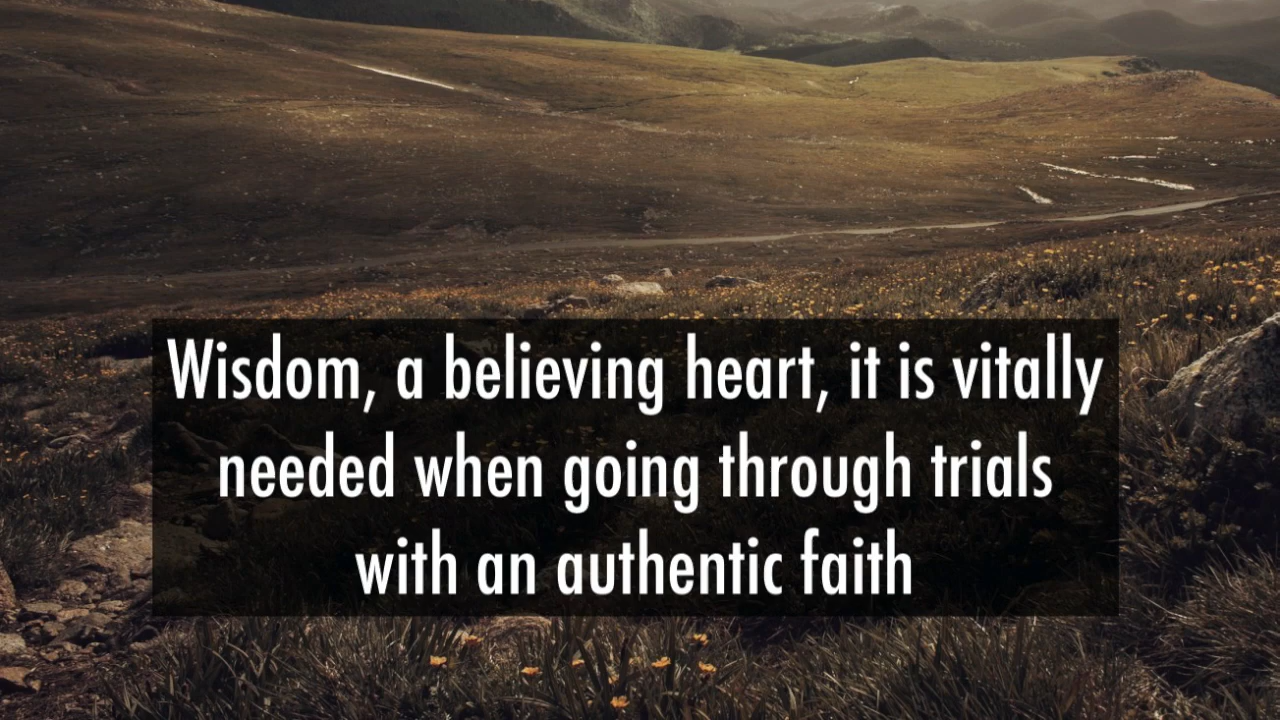 Wisdom, a believing heart, it is vitally
needed when going through trials
with an authentic faith